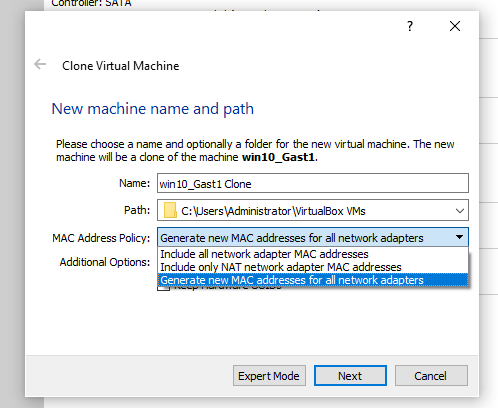 Controller: SATA
?
Clone Virtual Machine
New machine name and path
Please choose a name and optionally a folder for the new virtual machine. The new
machine will be a clone of the machine win10_Gast1.
Name: win10_Gast1 Clone
Path: C:\Users\Administrator\VirtualBox VMs
MAC Address Policy: Generate new MAC addresses for all network adapters
Include all network adapter MAC addresses
Additional Options: Include only NAT network adapter MAC addresses
Generate new MAC addresses for all network adapters
Keep Hardware UUIDs
Expert Mode Next Cancel